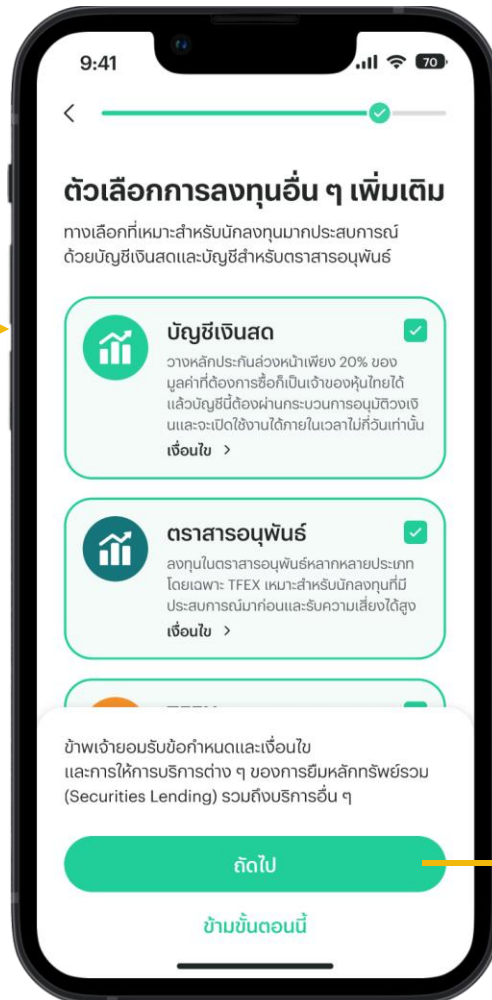 9:41
70
ตัวเลือกการลงทุนอื่น ๆ เพิ่มเติม
ทางเลือกที่เหมาะสำหรับนักลงทุนมากประสบการณ์
ด้วยบัญชีเงินสดและบัญชีสำหรับตราสารอนุพันธ์
บัญชีเงินสด
วางหลักประกันล่วงหน้าเพียง 20% ของ
มูลค่าที่ต้องการซื้อก็เป็นเจ้าของหุ้นไทยได้
แล้วบัญชีนี้ต้องผ่านกระบวนการอนุมัติวงเงิ
นและจะเปิดใช้งานได้ภายในเวลาไม่กี่วันเท่านั้น
เงื่อนไข >
ตราสารอนุพันธ์
ลงทุนในตราสารอนุพันธ์หลากหลายประเภท
โดยเฉพาะ TFEX เหมาะสำหรับนักลงทุนที่มี
ประสบการณ์มาก่อนและรับความเสี่ยงได้สูง
เงื่อนไข >
ข้าพเจ้ายอมรับข้อกำหนดและเงื่อนไข
และการให้การบริการต่าง ๆ ของการยืมหลักทรัพย์รวม
(Securities Lending) รวมถึงบริการอื่น ๆ
ถัดไป
ข้ามขั้นตอนนี้